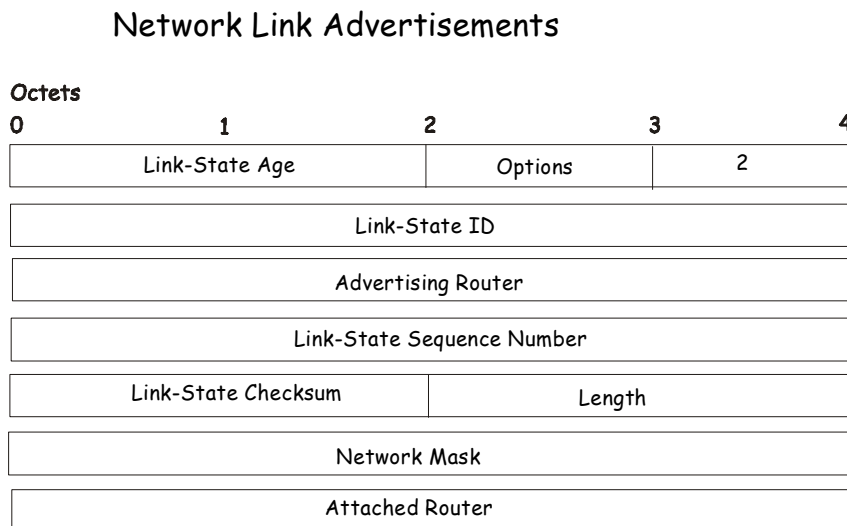 Network Link Advertisements
Octets
0 1 2 3 4
Link-State Age Options 2
Link-State ID
Advertising Router
Link-State Sequence Number
Link-State Checksum Length
Network Mask
Attached Router